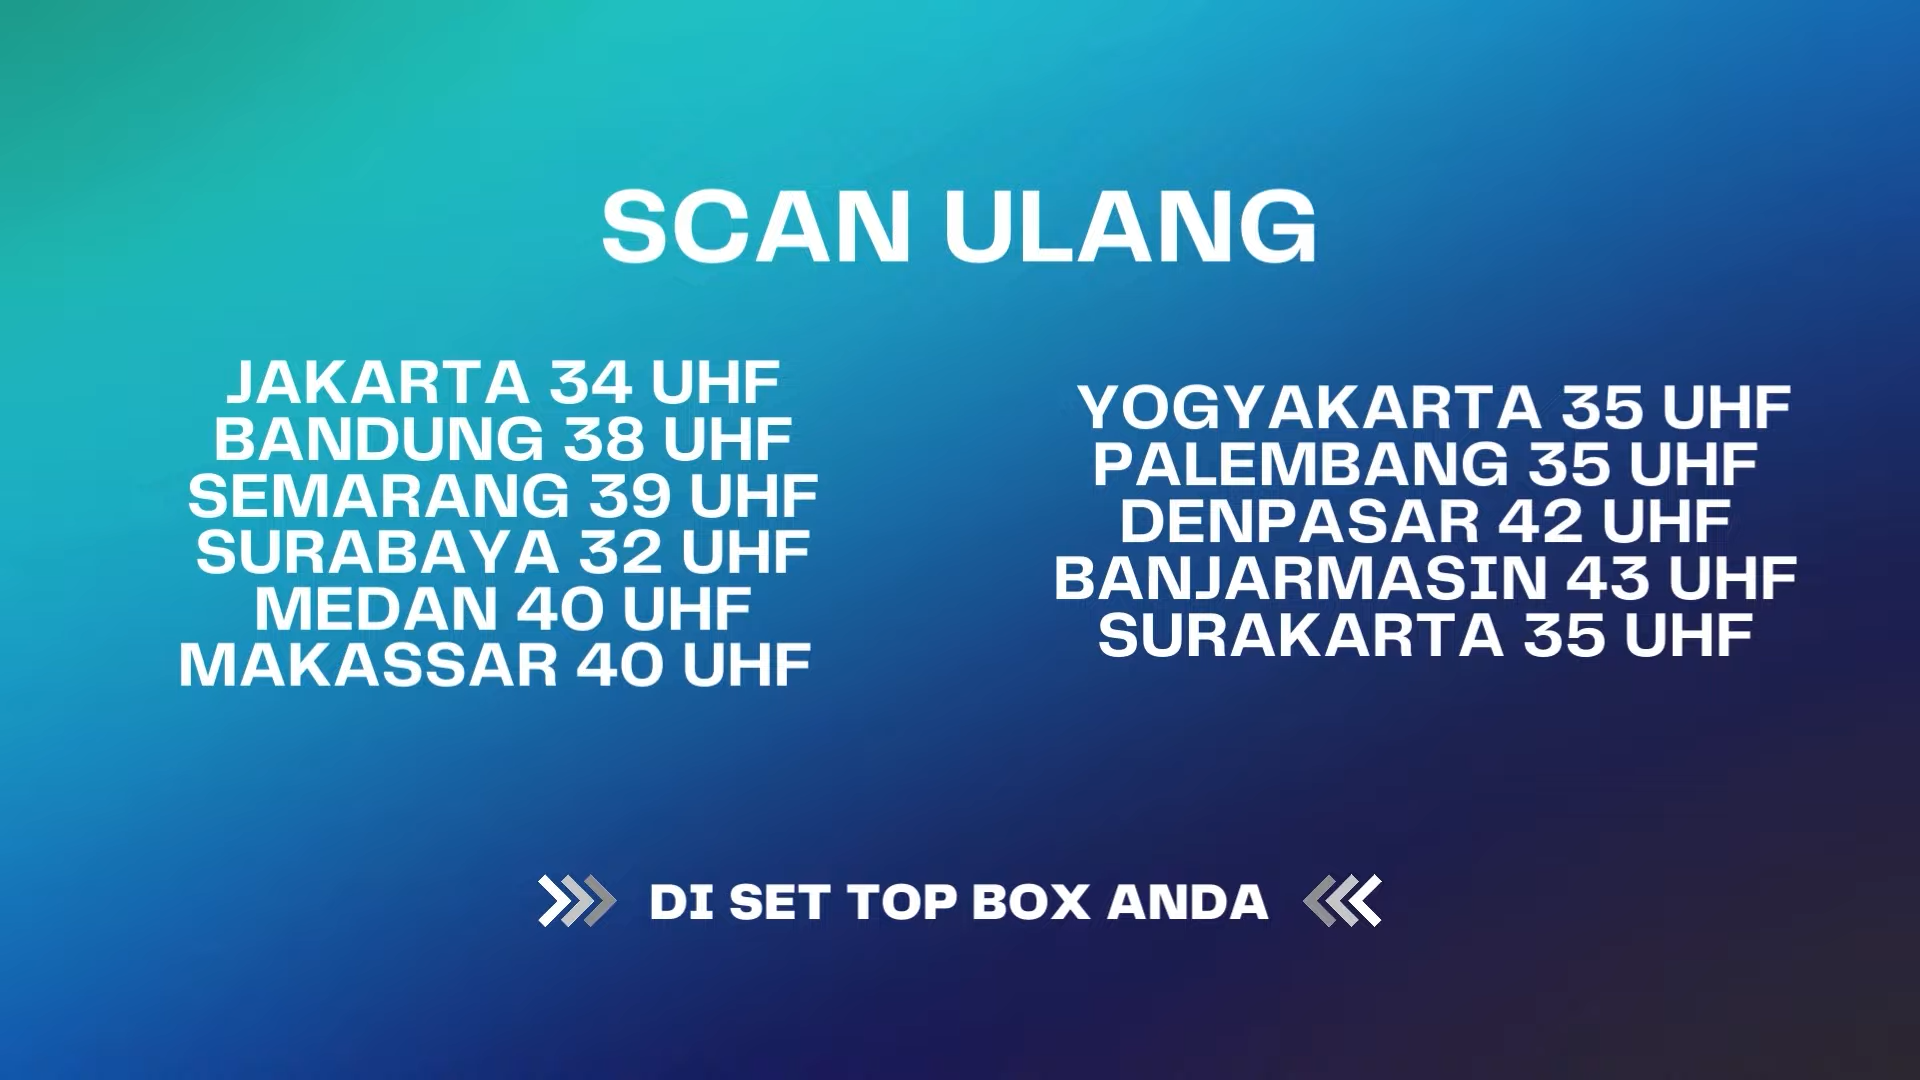 SCAN ULANG
JAKARTA 34 UHF
BANDUNG 38 UHF
SEMARANG 39 UHF
SURABAYA 32 UHF
MEDAN 40 UHF
MAKASSAR 40 UHF
YOGYAKARTA 35 UHF
PALEMBANG 35 UHF
DENPASAR 42 UHF
BANJARMASIN 43 UHF
SURAKARTA 35 UHF
DI SET TOP BOX ANDA